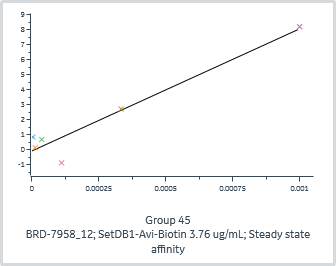 9
8
7
6
5
4
3
2
1
0
-1
0 0.00025 0.0005 0.00075 0.001
Group 45
BRD-7958_12; SetDB1-Avi-Biotin 3.76 ug/mL; Steady state
affinity